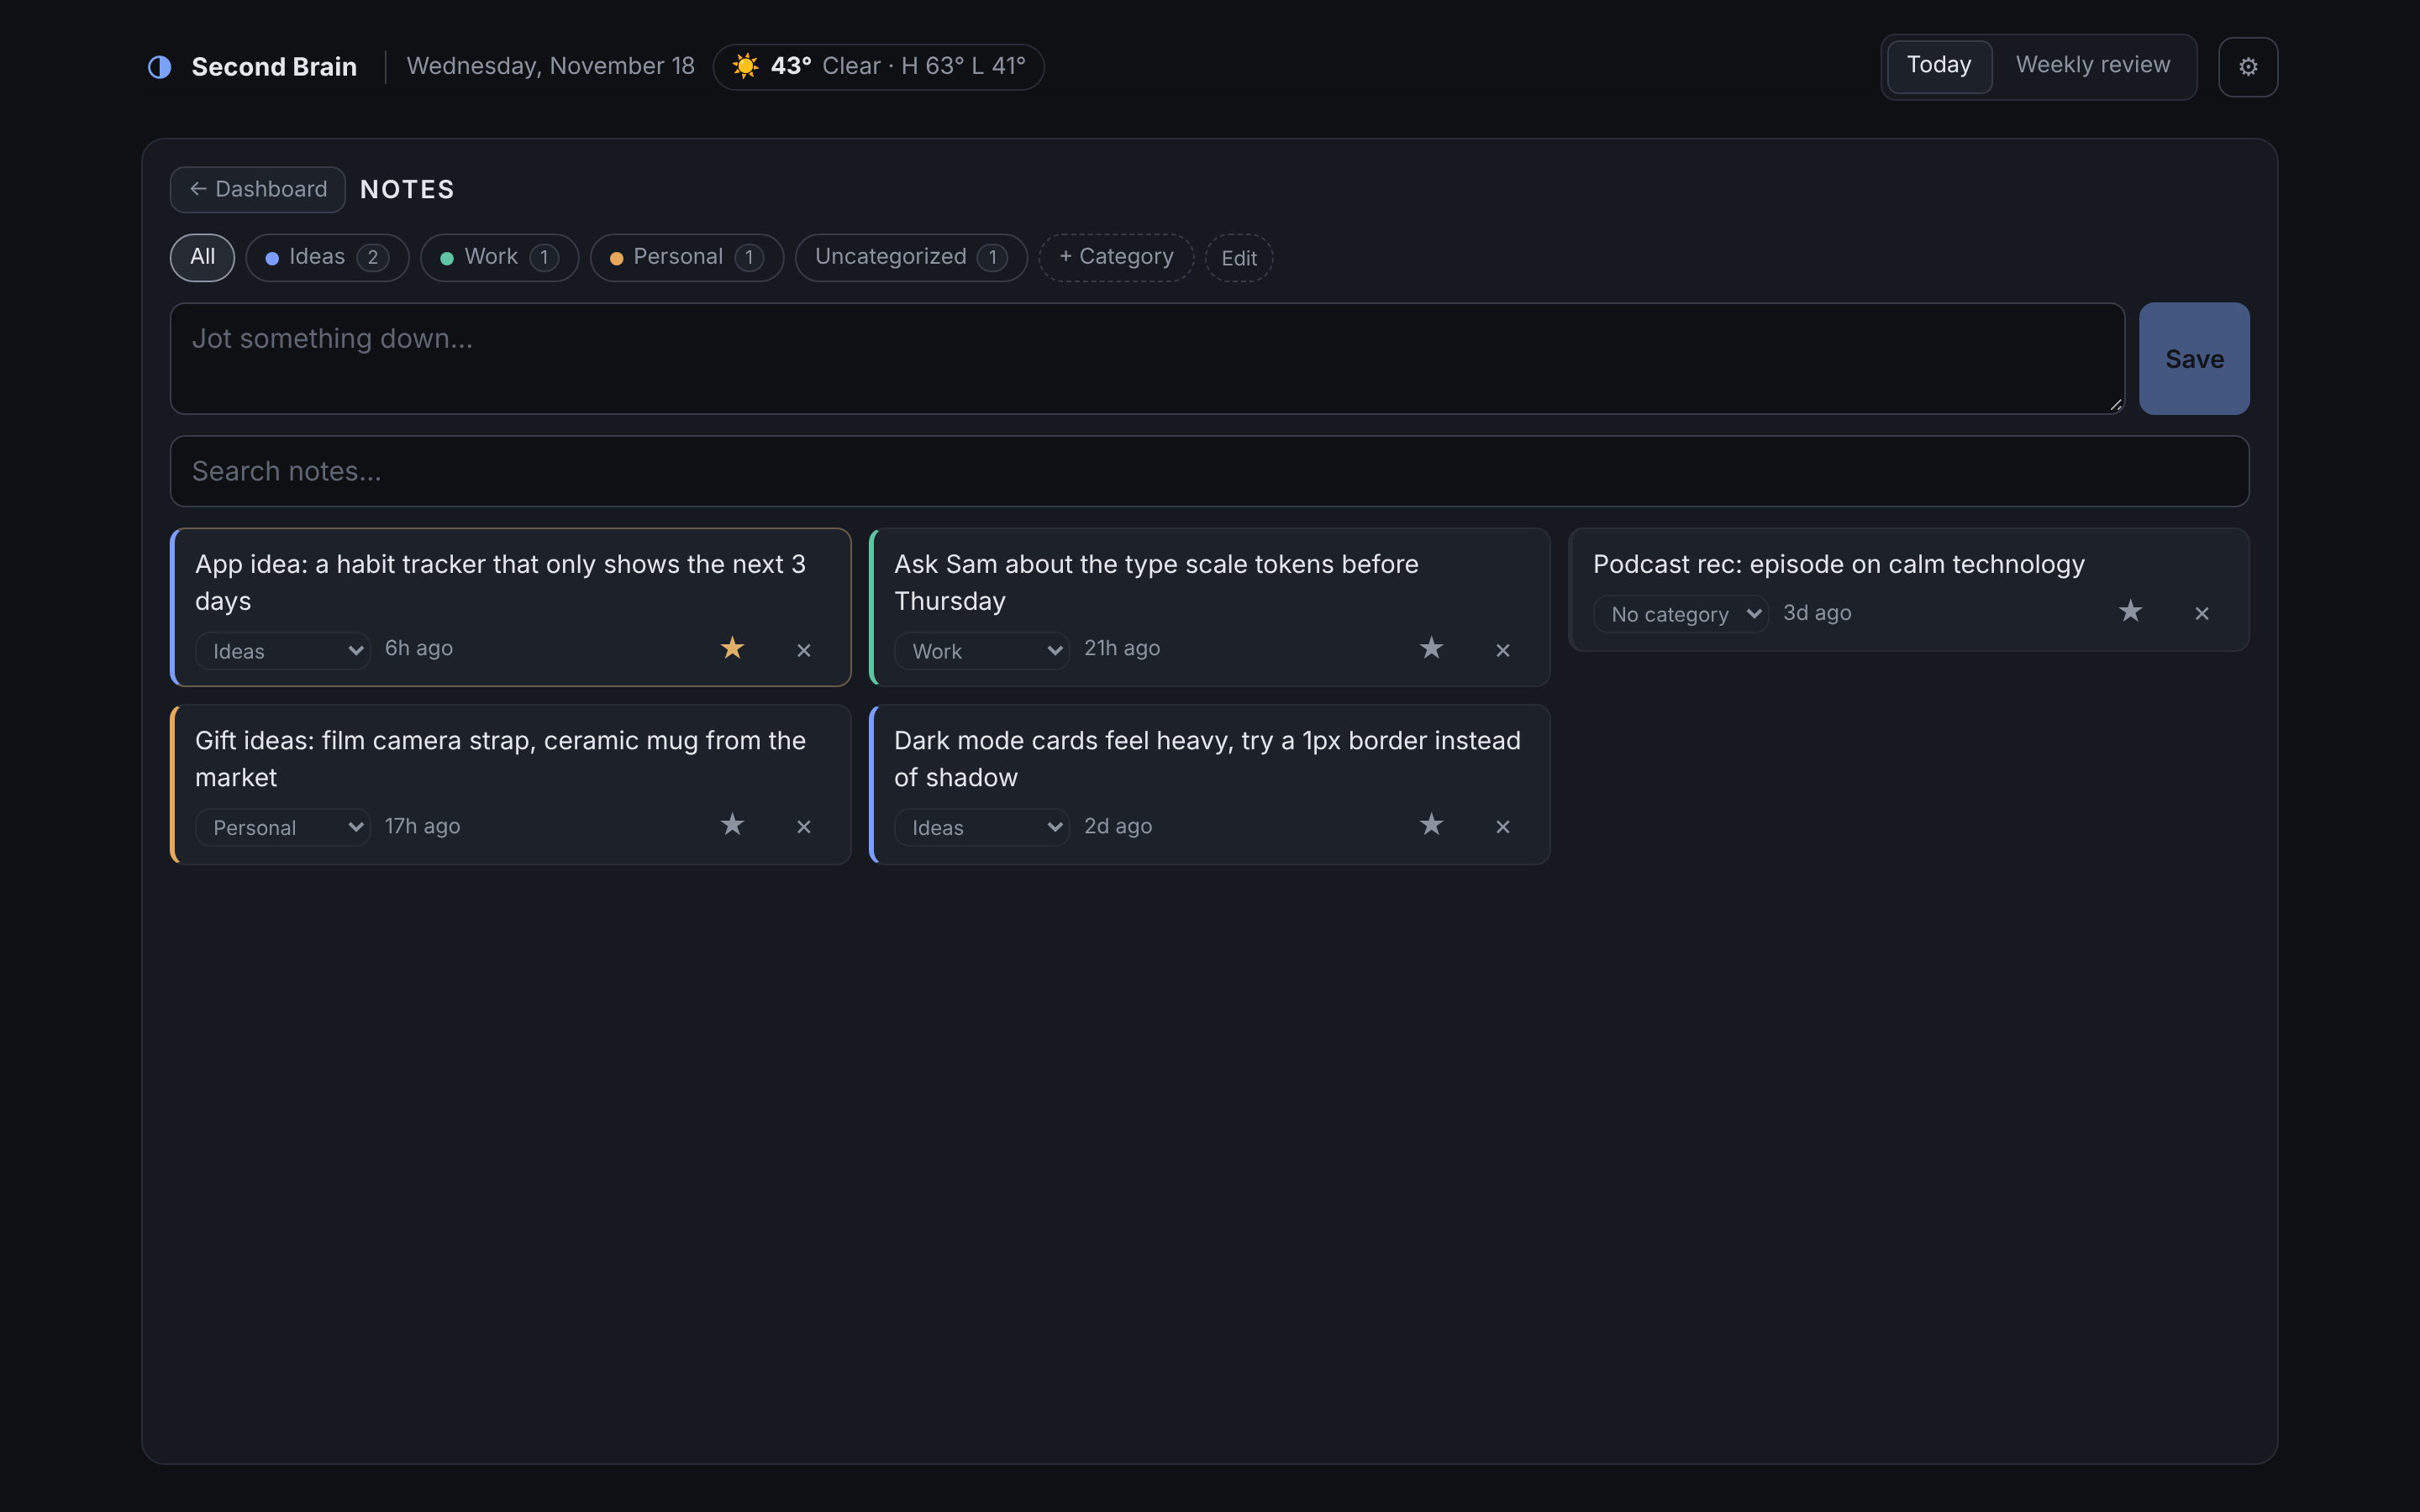 Second Brain
Wednesday, November 18
43° Clear · H 63° L 41°
Today
Weekly review
← Dashboard
NOTES
All
Ideas 2
Work 1
Personal 1
Uncategorized 1
+ Category
Edit
Jot something down...
Save
Search notes...
App idea: a habit tracker that only shows the next 3
days
Ideas
6h ago
Ask Sam about the type scale tokens before
Thursday
Work
21h ago
Podcast rec: episode on calm technology
No category
3d ago
Gift ideas: film camera strap, ceramic mug from the
market
Personal
17h ago
Dark mode cards feel heavy, try a 1px border instead
of shadow
Ideas
2d ago